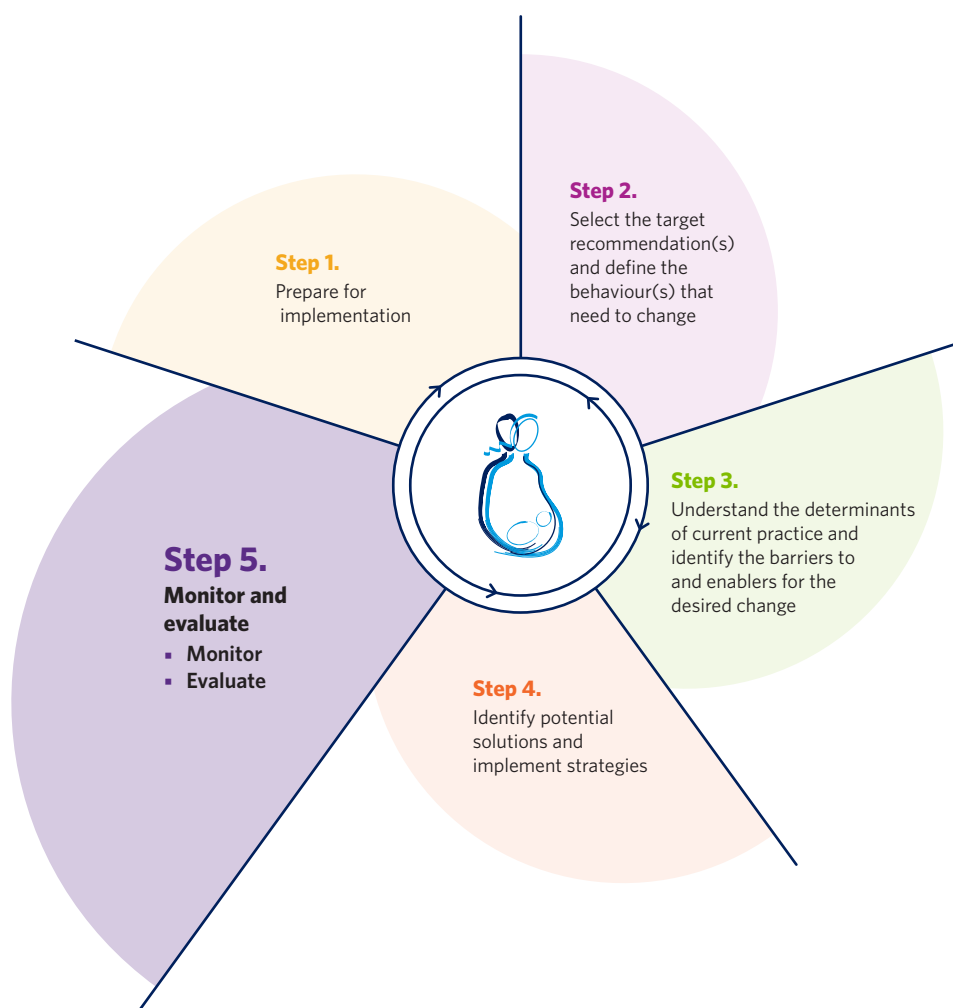 Step 1.
Prepare for
implementation
Step 2.
Select the target
recommendation(s)
and define the
behaviour(s) that
need to change
Step 3.
Understand the determinants
of current practice and
identify the barriers to
and enablers for the
desired change
Step 4.
Identify potential
solutions and
implement strategies
Step 5.
Monitor and
evaluate
▪ Monitor
▪ Evaluate